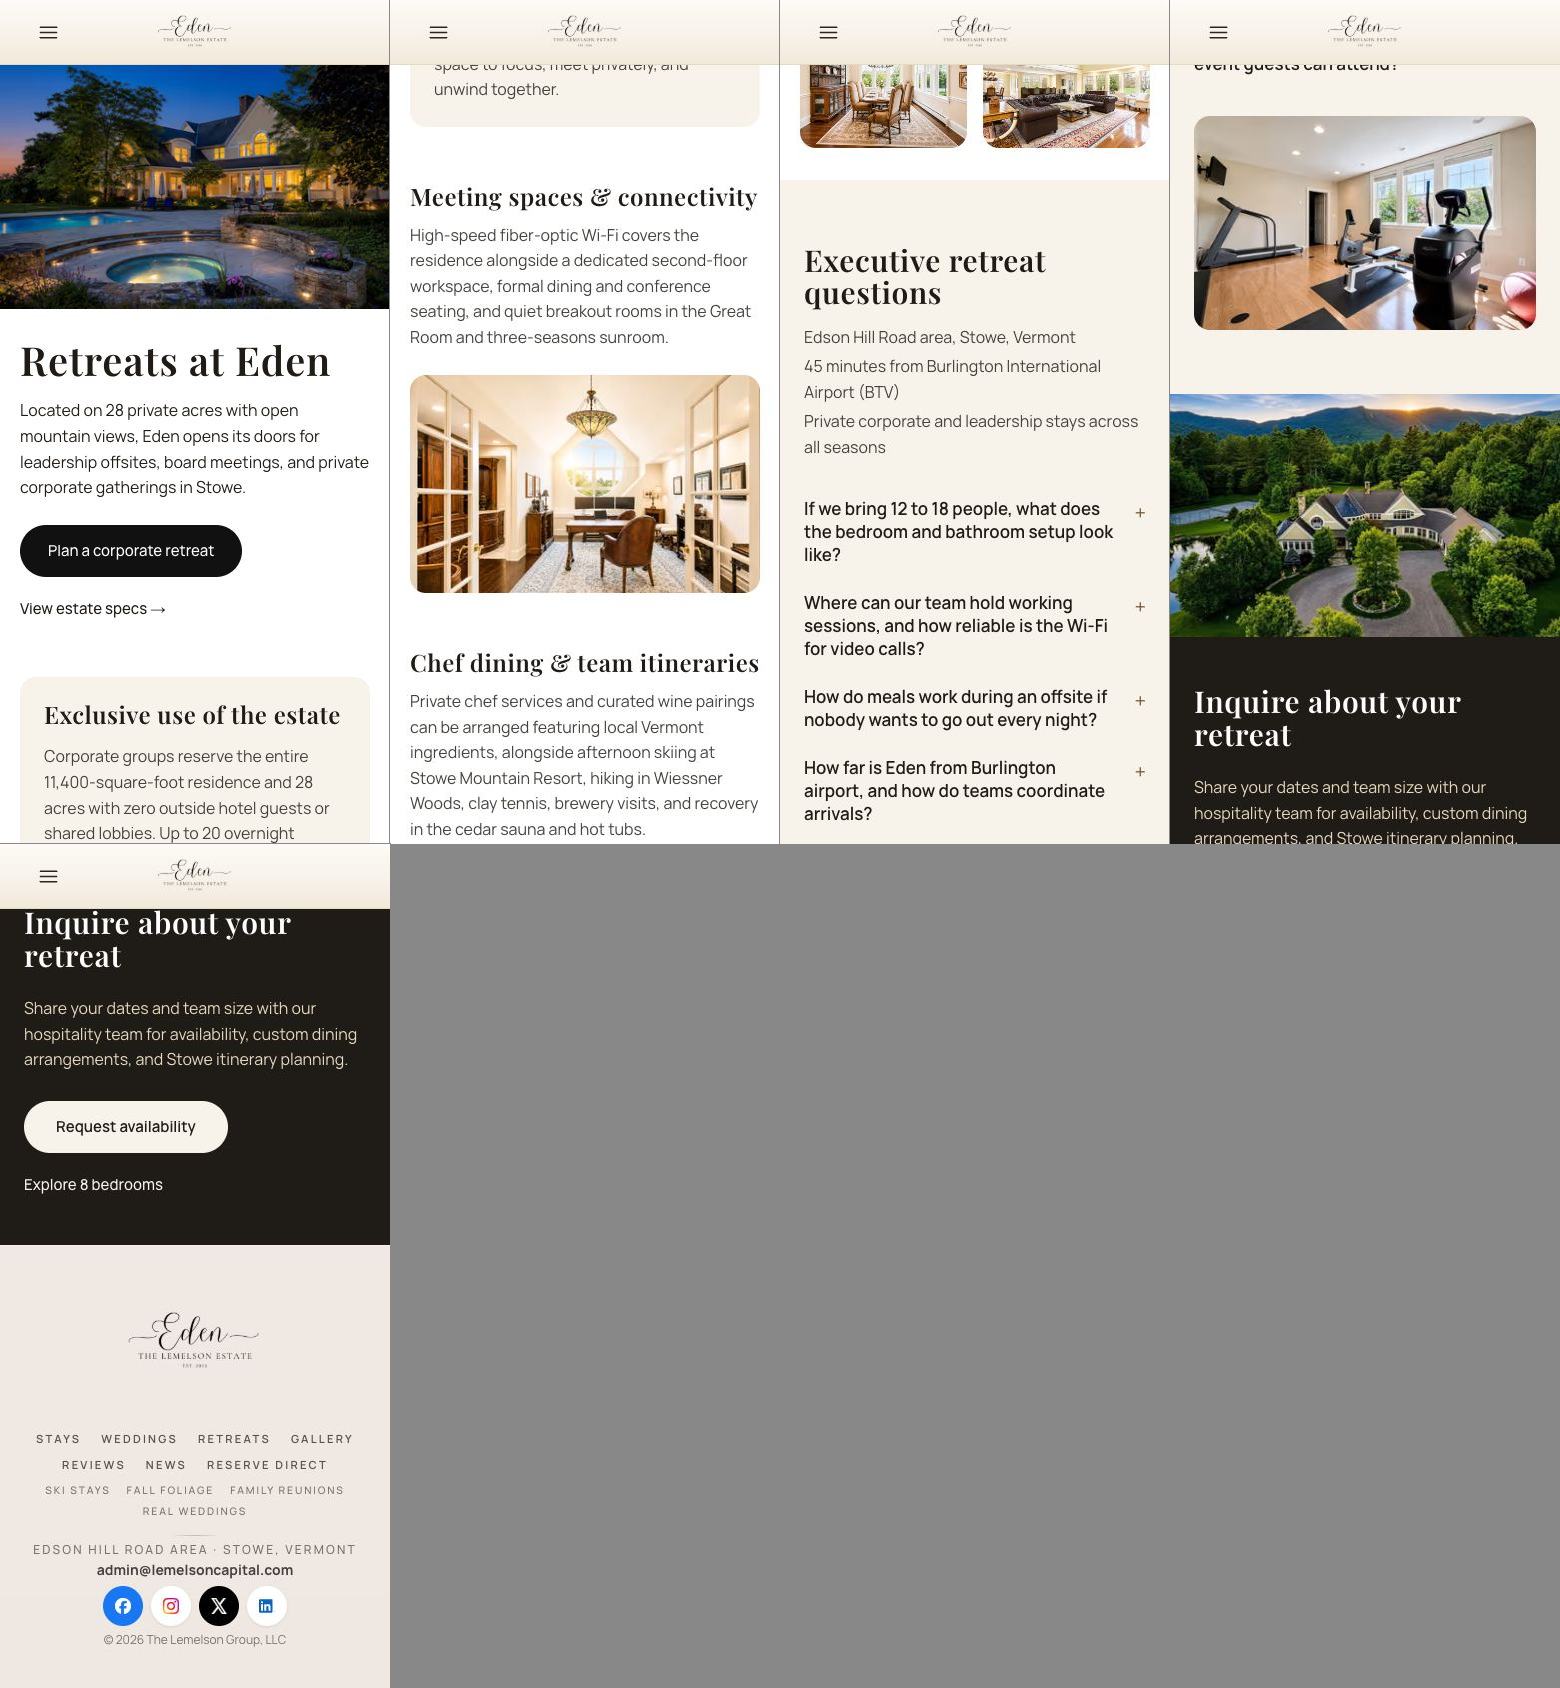 Eden
THE LEMELSON ESTATE
Retreats at Eden
Located on 28 private acres with open
mountain views, Eden opens its doors for
leadership offsites, board meetings, and private
corporate gatherings in Stowe.
Plan a corporate retreat
View estate specs →
Exclusive use of the estate
Corporate groups reserve the entire
11,400-square-foot residence and 28
acres with zero outside hotel guests or
shared lobbies. Up to 20 overnight
Eden
THE LEMELSON ESTATE
space to focus, meet privately, and
unwind together.
Meeting spaces & connectivity
High-speed fiber-optic Wi-Fi covers the
residence alongside a dedicated second-floor
workspace, formal dining and conference
seating, and quiet breakout rooms in the Great
Room and three-seasons sunroom.
Chef dining & team itineraries
Private chef services and curated wine pairings
can be arranged featuring local Vermont
ingredients, alongside afternoon skiing at
Stowe Mountain Resort, hiking in Wiessner
Woods, clay tennis, brewery visits, and recovery
in the cedar sauna and hot tubs.
Eden
THE LEMELSON ESTATE
Executive retreat
questions
Edson Hill Road area, Stowe, Vermont
45 minutes from Burlington International
Airport (BTV)
Private corporate and leadership stays across
all seasons
If we bring 12 to 18 people, what does
the bedroom and bathroom setup look
like?
+
Where can our team hold working
sessions, and how reliable is the Wi-Fi
for video calls?
+
How do meals work during an offsite if
nobody wants to go out every night?
+
How far is Eden from Burlington
airport, and how do teams coordinate
arrivals?
+
Eden
THE LEMELSON ESTATE
event guests can attend?
Inquire about your
retreat
Share your dates and team size with our
hospitality team for availability, custom dining
arrangements, and Stowe itinerary planning.
Eden
THE LEMELSON ESTATE
Inquire about your
retreat
Share your dates and team size with our
hospitality team for availability, custom dining
arrangements, and Stowe itinerary planning.
Request availability
Explore 8 bedrooms
Eden
THE LEMELSON ESTATE
STAYS WEDDINGS RETREATS GALLERY
REVIEWS NEWS RESERVE DIRECT
SKI STAYS FALL FOLIAGE FAMILY REUNIONS
REAL WEDDINGS
EDSON HILL ROAD AREA · STOWE, VERMONT
admin@lemelsoncapital.com
© 2026 The Lemelson Group, LLC